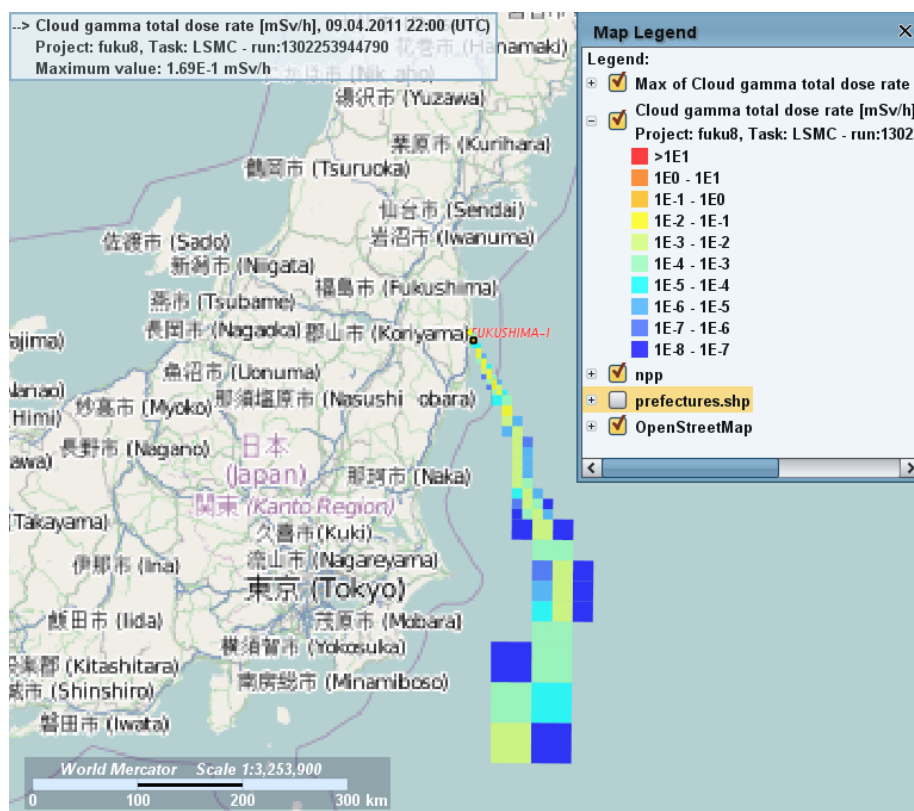 --> Cloud gamma total dose rate [mSv/h], 09.04.2011 22:00 (UTC)
Project: fuku8, Task: LSMC - run:1302253944790
Maximum value: 1.69E-1 mSv/h
花巻市 (Hanamaki)
湯沢市 (Yuzawa)
栗原市 (Kurihara)
鶴岡市 (Tsuruoka)
仙台市 (Sendai)
佐渡市 (Sado)
岩沼市 (Iwanuma)
新潟市 (Niigata)
福島市 (Fukushima)
燕市 (Tsubame)
長岡市 (Nagaoka)
郡山市 (Koriyama)
FUKUSHIMA-I
ajima)
魚沼市 (Uonuma)
Nanao)
那須塩原市 (Nasushiobara)
Himi)
妙高市 (Myoko)
長野市 (Nagano)
日本
(Japan)
awa)
那珂市 (Naka)
関東 (Kanto Region)
(Takayama)
久喜市 (Kuki)
伊那市 (Ina)
流山市 (Nagareyama)
東京 (Tokyo)
飯田市 (Iida)
茂原市 (Mobara)
横須賀市 (Yokosuka)
(Kitashitara)
南房総市 (Minamiboso)
城市 (Shinshiro)
磐田市 (Iwata)
World Mercator Scale 1:3,253,900
0 100 200 300 km
Map Legend
Legend:
Max of Cloud gamma total dose rate
Cloud gamma total dose rate [mSv/h]
Project: fuku8, Task: LSMC - run:1302
>1E1
1E0 - 1E1
1E-1 - 1E0
1E-2 - 1E-1
1E-3 - 1E-2
1E-4 - 1E-3
1E-5 - 1E-4
1E-6 - 1E-5
1E-7 - 1E-6
1E-8 - 1E-7
npp
prefectures.shp
OpenStreetMap